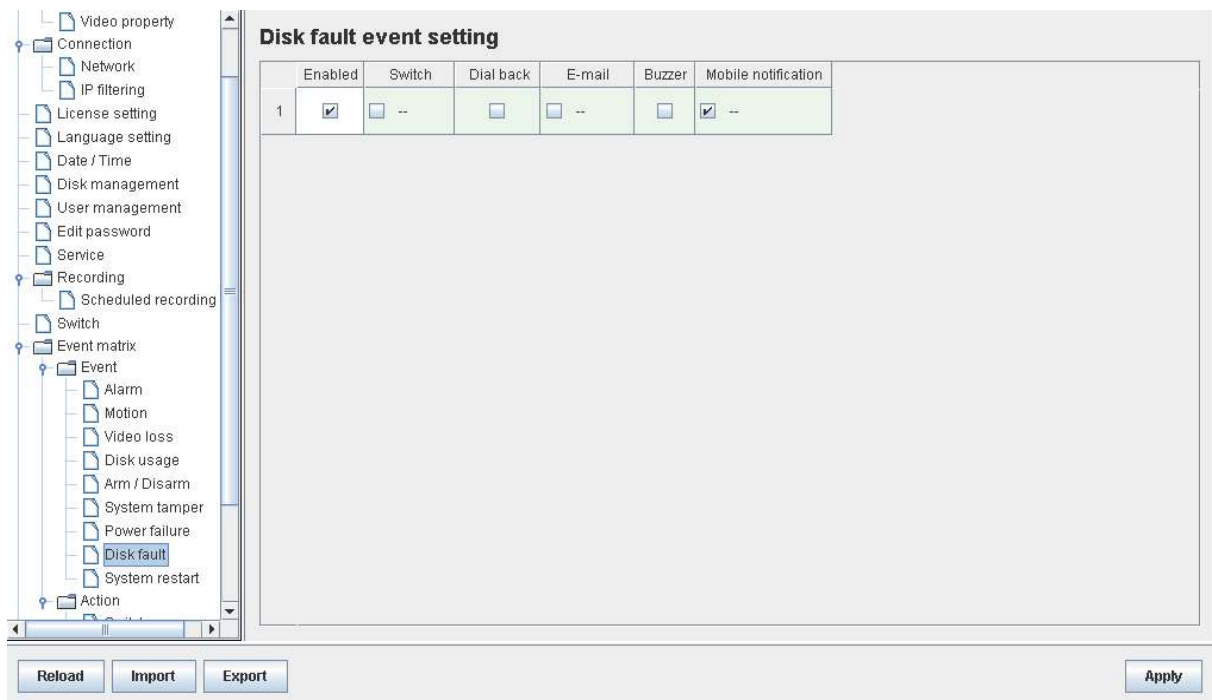 Video property
Connection
Network
IP filtering
License setting
Language setting
Date / Time
Disk management
User management
Edit password
Service
Recording
Scheduled recording
Switch
Event matrix
Event
Alarm
Motion
Video loss
Disk usage
Arm / Disarm
System tamper
Power failure
Disk fault
System restart
Action
Disk fault event setting
Enabled Switch Dial back E-mail Buzzer Mobile notification
1 -- -- --
Reload Import Export Apply